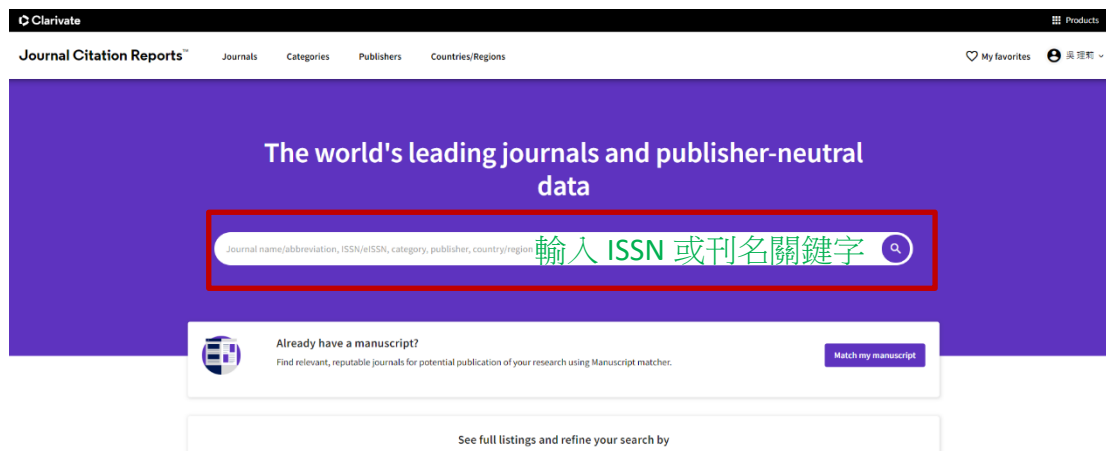 Clarivate
Products
Journal Citation Reports™
Journals
Categories
Publishers
Countries/Regions
My favorites
吳理莉
The world's leading journals and publisher-neutral
data
Journal name/abbreviation, ISSN/eISSN, category, publisher, country/region
輸入 ISSN 或刊名關鍵字
Already have a manuscript?
Find relevant, reputable journals for potential publication of your research using Manuscript matcher.
Match my manuscript
See full listings and refine your search by